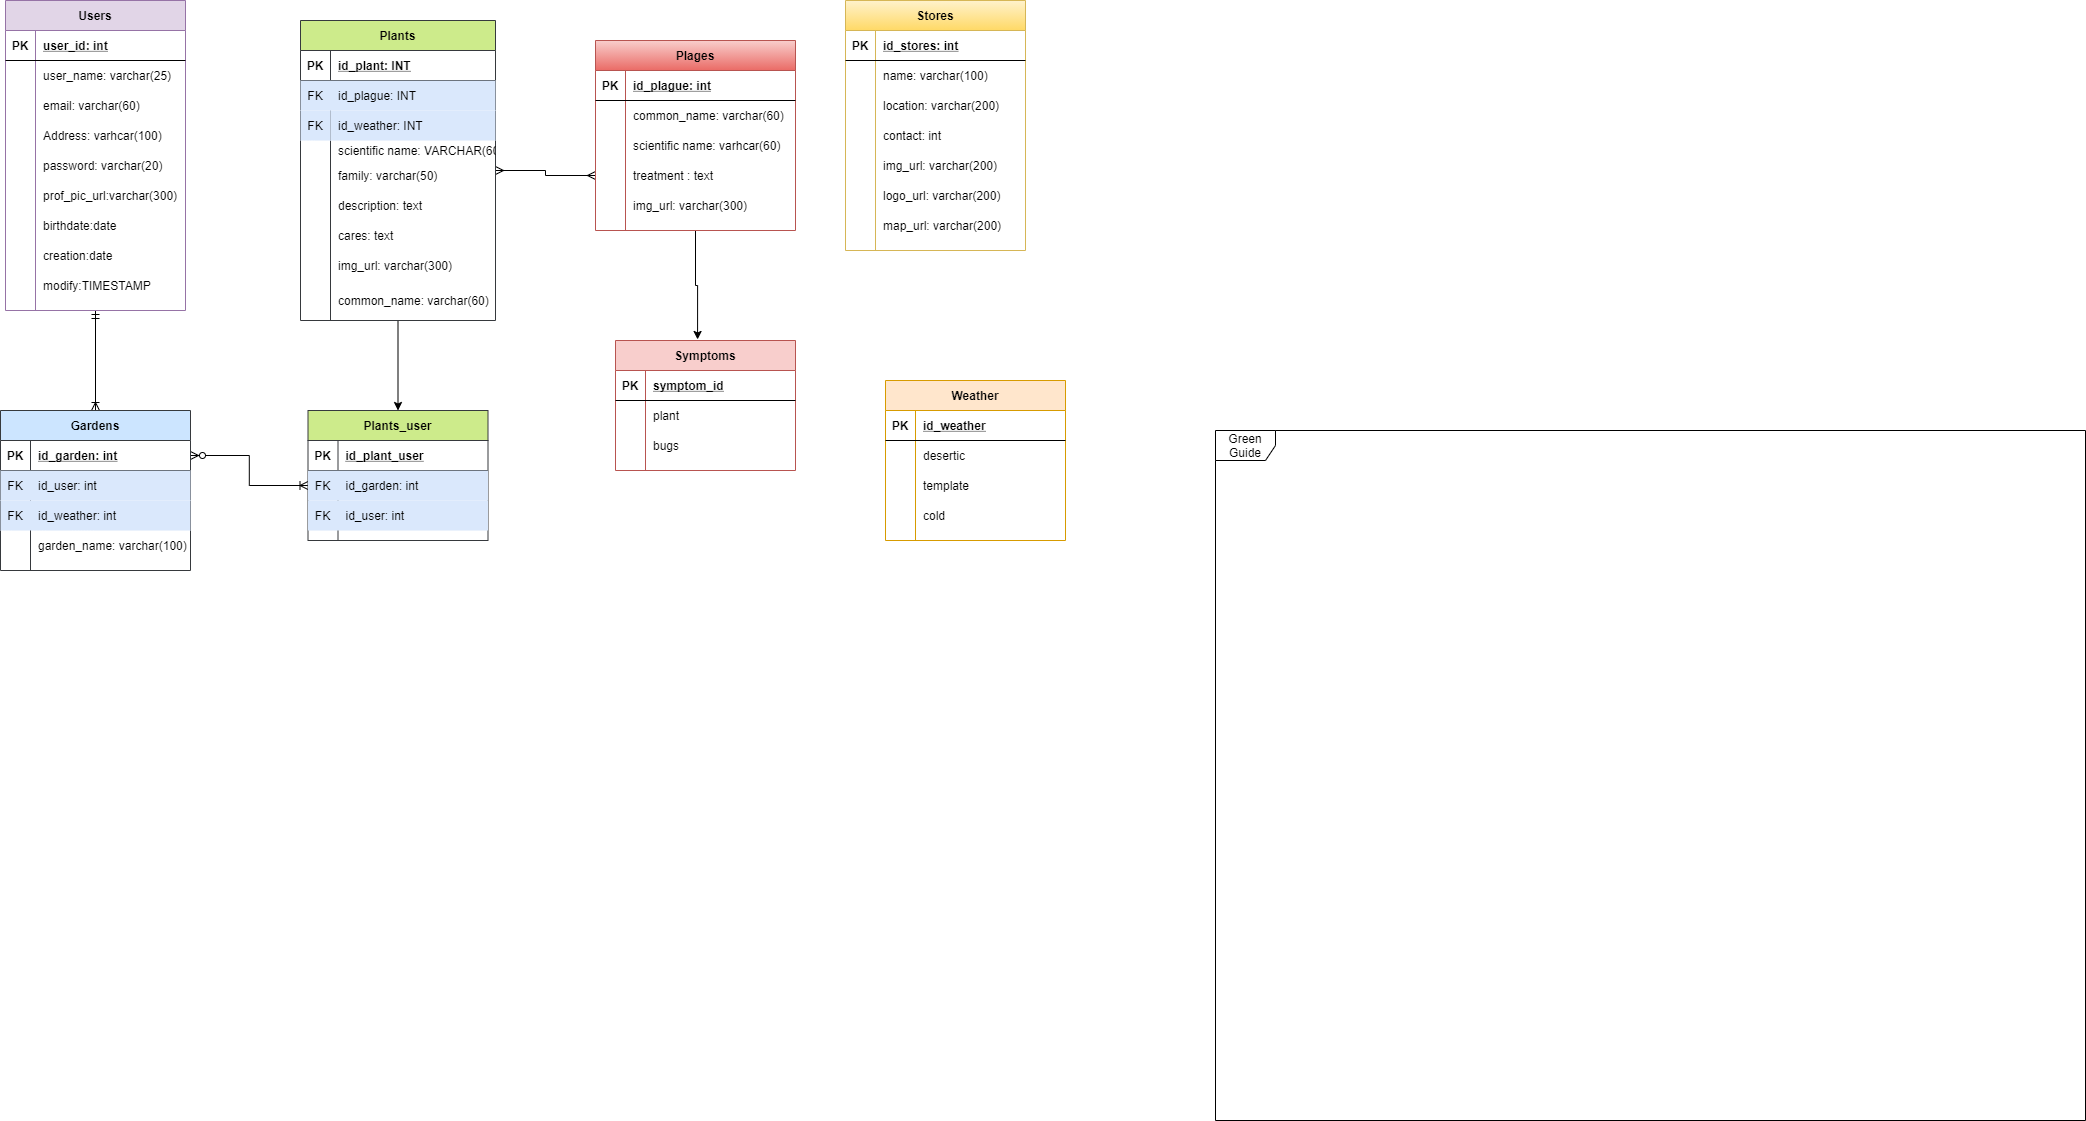 Users
PK user_id: int
user_name: varchar(25)
email: varchar(60)
Address: varhcar(100)
password: varchar(20)
prof_pic_url:varchar(300)
birthdate:date
creation:date
modify:TIMESTAMP
Plants
PK id_plant: INT
FK id_plague: INT
FK id_weather: INT
scientific name: VARCHAR(60
family: varchar(50)
description: text
cares: text
img_url: varchar(300)
common_name: varchar(60)
Plages
PK id_plague: int
common_name: varchar(60)
scientific name: varhcar(60)
treatment : text
img_url: varchar(300)
Stores
PK id_stores: int
name: varchar(100)
location: varchar(200)
contact: int
img_url: varchar(200)
logo_url: varchar(200)
map_url: varchar(200)
Gardens
PK id_garden: int
FK id_user: int
FK id_weather: int
garden_name: varchar(100)
Plants_user
PK id_plant_user
FK id_garden: int
FK id_user: int
Symptoms
PK symptom_id
plant
bugs
Weather
PK id_weather
desertic
template
cold
Green
Guide